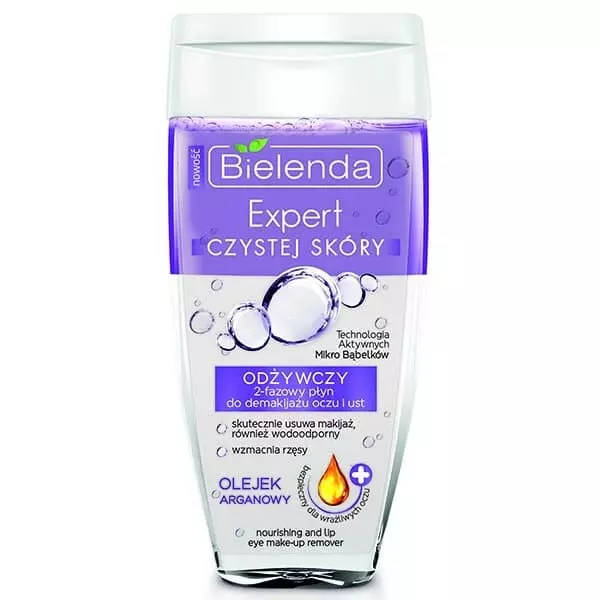 nowość
Bielenda
Expert
CZYSTEJ SKÓRY
Technologia
Aktywnych
Mikro Bąbelków
ODŻYWCZY
2-fazowy płyn
do demakijażu oczu i ust
skutecznie usuwa makijaż,
również wodoodporny
wzmacnia rzęsy
OLEJEK
ARGANOWY
bezpieczny dla wrażliwych oczu
nourishing and lip
eye make-up remover